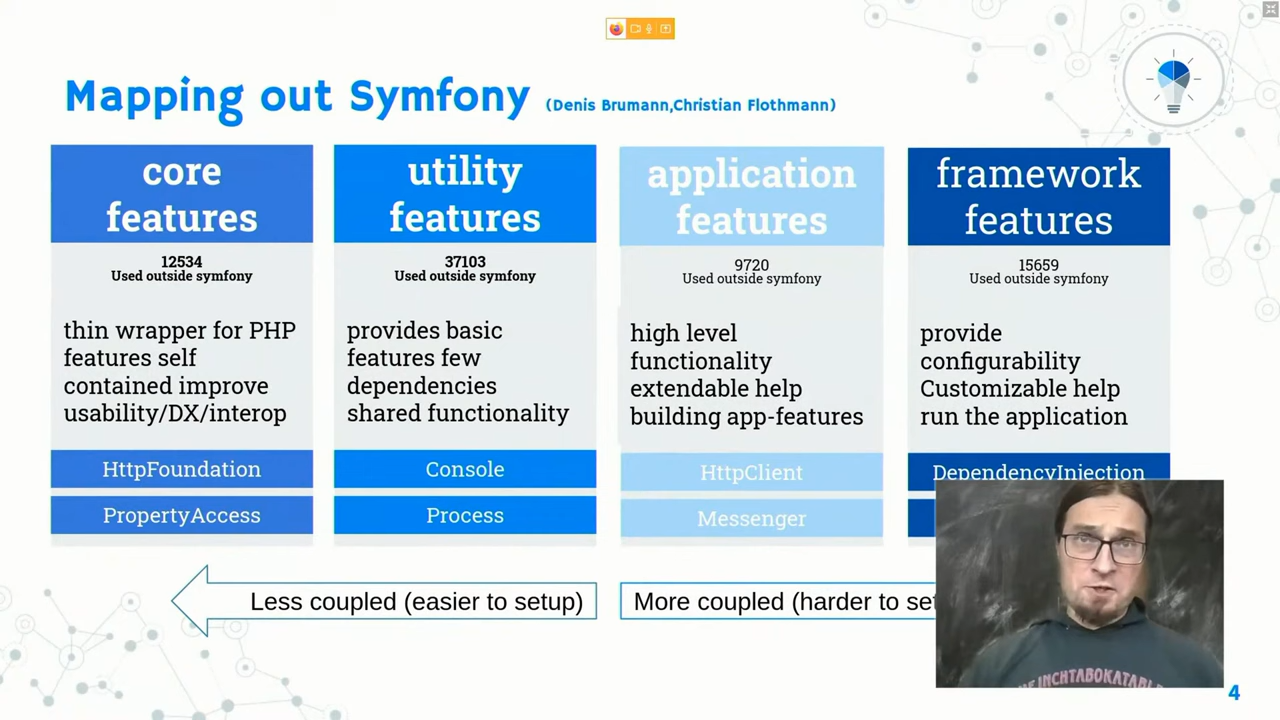 Mapping out Symfony (Denis Brumann,Christian Flothmann)
core
features
12534
Used outside symfony
thin wrapper for PHP
features self
contained improve
usability/DX/interop
HttpFoundation
PropertyAccess
utility
features
37103
Used outside symfony
provides basic
features few
dependencies
shared functionality
Console
Process
application
features
9720
Used outside symfony
high level
functionality
extendable help
building app-features
HttpClient
Messenger
framework
features
15659
Used outside symfony
provide
configurability
Customizable help
run the application
DependencyInjection
Less coupled (easier to setup)
More coupled (harder to
INCHTABOKATABL
4